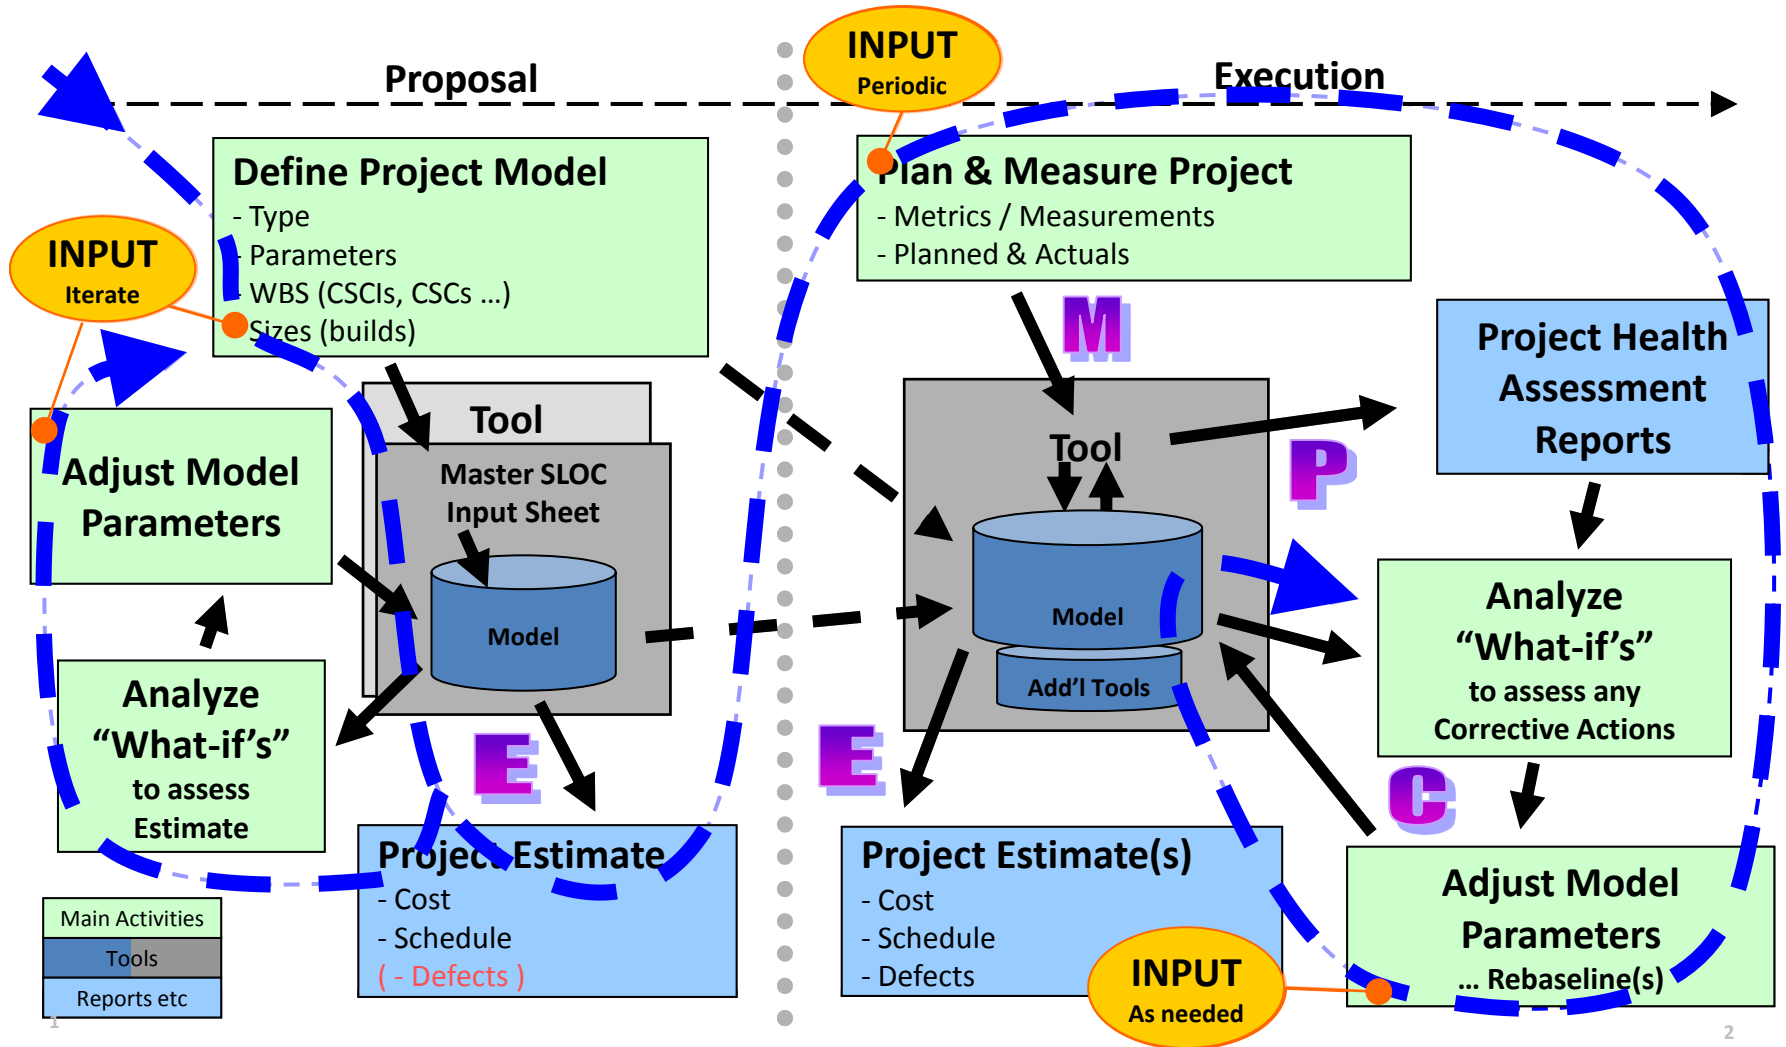 Proposal
INPUT
Periodic
Execution
Define Project Model
- Type
- Parameters
- WBS (CSCIs, CSCs ...)
- Sizes (builds)
INPUT
Iterate
Plan & Measure Project
- Metrics / Measurements
- Planned & Actuals
M
Project Health
Assessment
Reports
Tool
Master SLOC
Input Sheet
Model
Adjust Model
Parameters
Tool
Model
Add'l Tools
P
Analyze
“What-if’s”
to assess
Estimate
E
E
Analyze
“What-if’s”
to assess any
Corrective Actions
C
Project Estimate
- Cost
- Schedule
( - Defects )
Project Estimate(s)
- Cost
- Schedule
- Defects
INPUT
As needed
Adjust Model
Parameters
... Rebaseline(s)
Main Activities
Tools
Reports etc
1
2